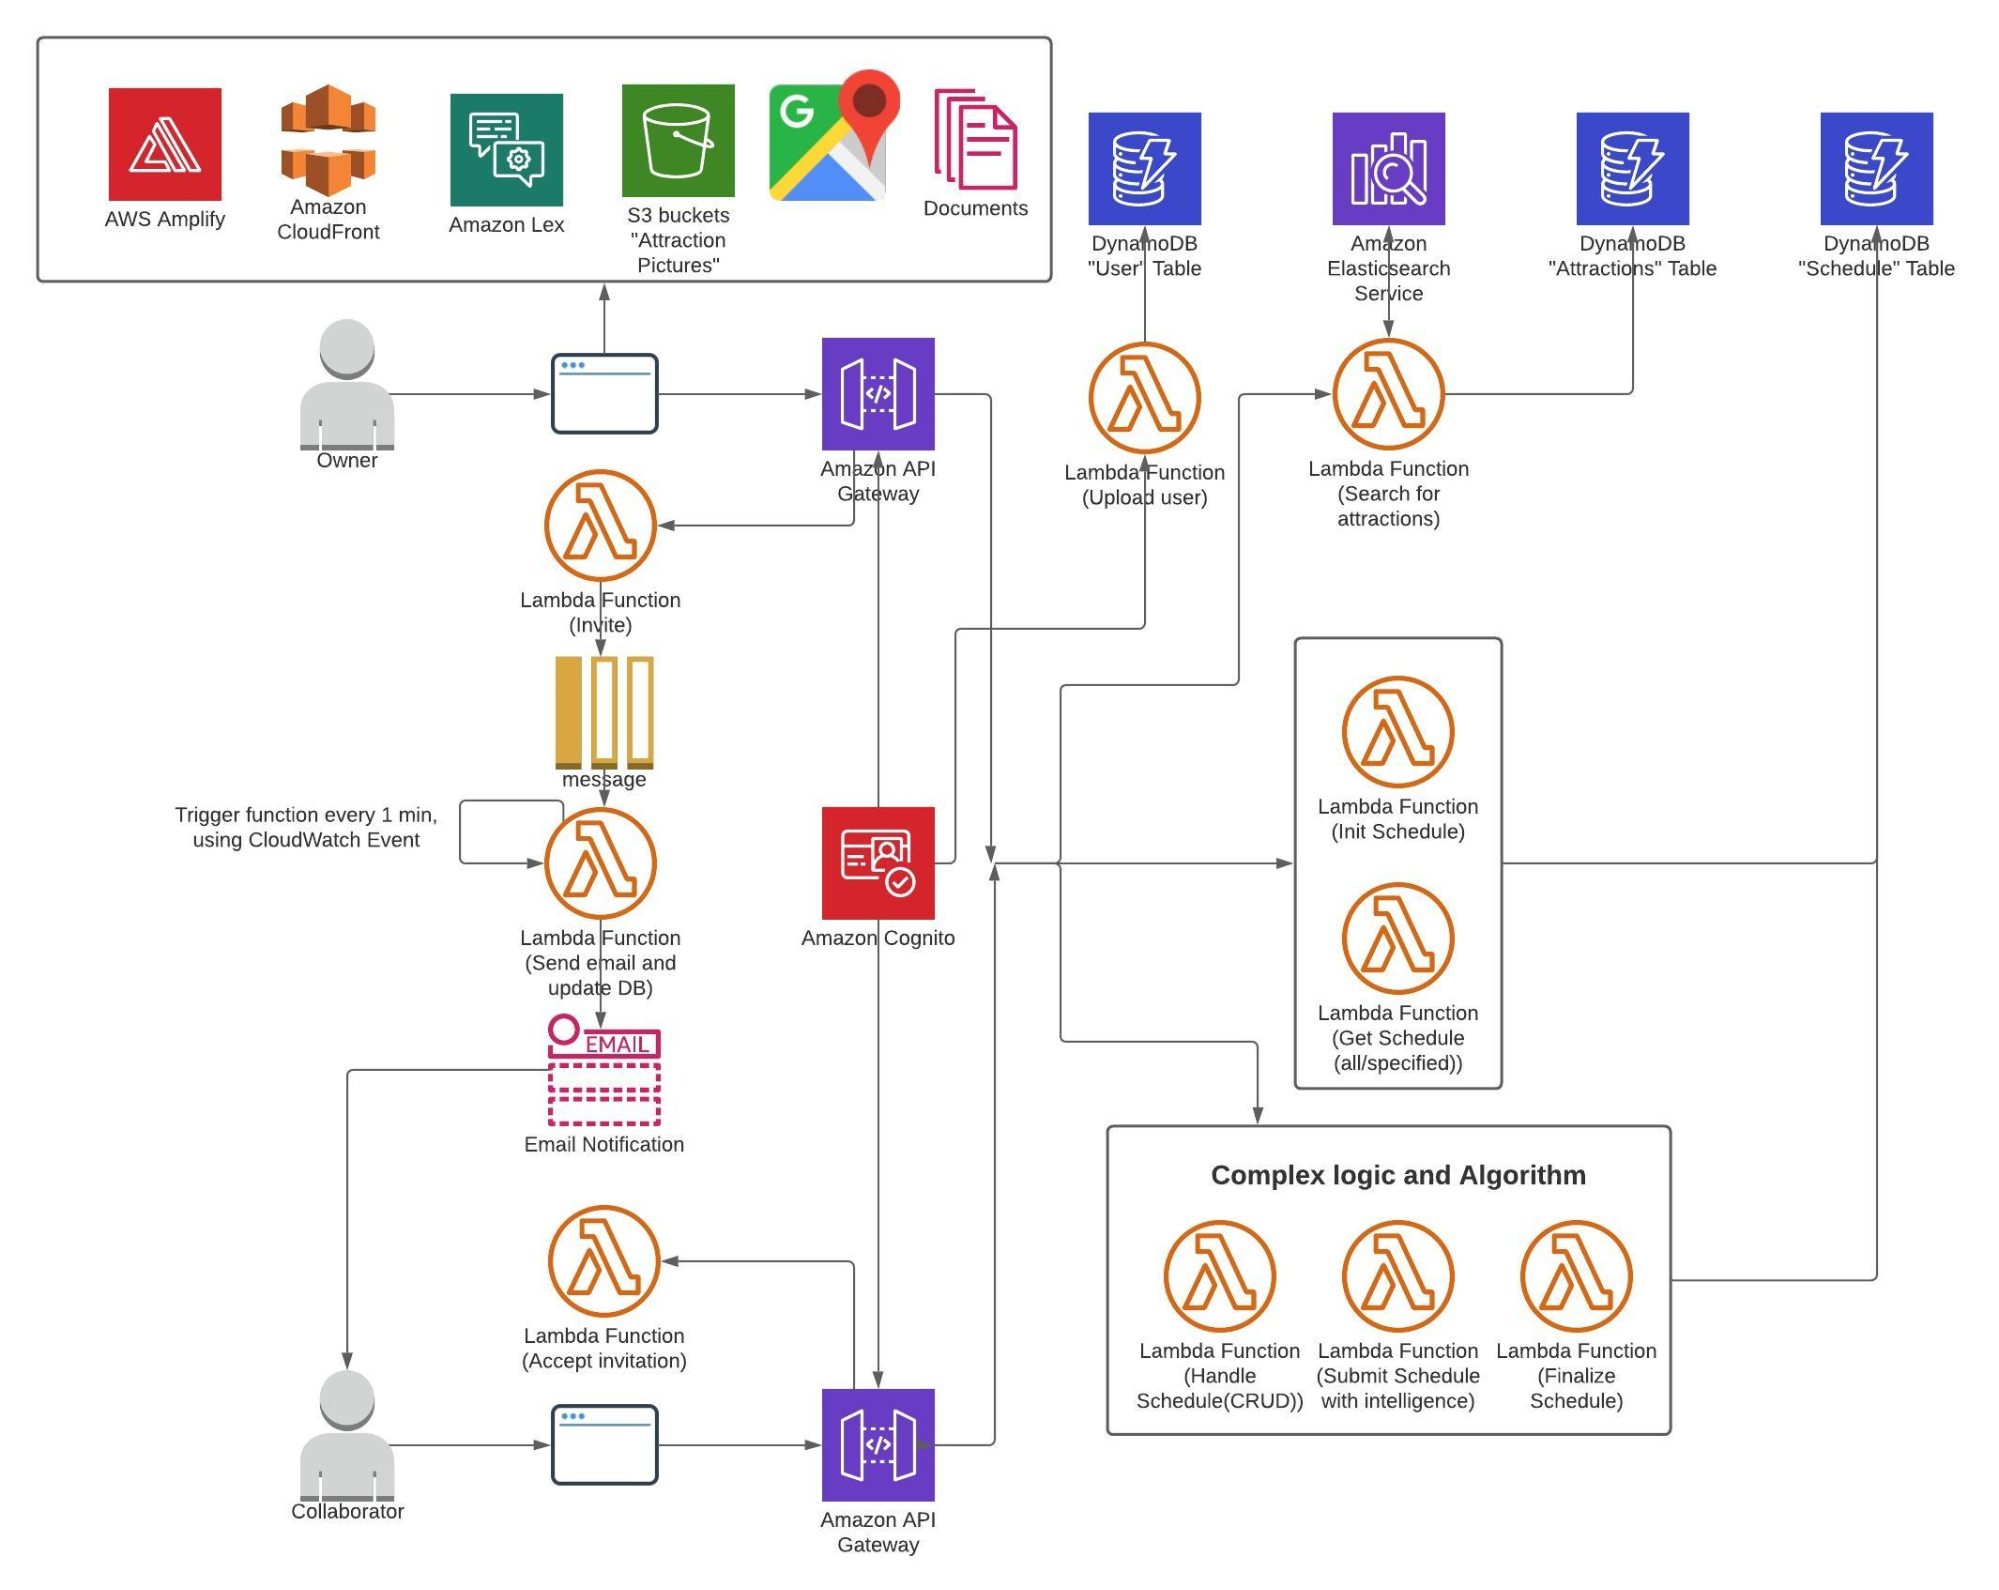 AWS Amplify
Amazon
CloudFront
Amazon Lex
S3 buckets
"Attraction
Pictures"
G
Documents
DynamoDB
"User" Table
Amazon
Elasticsearch
Service
DynamoDB
"Attractions" Table
DynamoDB
"Schedule" Table
Owner
</>
Amazon API
Gateway
Lambda Function
(Upload user)
Lambda Function
(Search for
attractions)
Lambda Function
(Invite)
message
Trigger function every 1 min,
using CloudWatch Event
Lambda Function
(Send email and
update DB)
Amazon Cognito
Lambda Function
(Init Schedule)
Lambda Function
(Get Schedule
(all/specified))
EMAIL
Email Notification
Complex logic and Algorithm
Lambda Function
(Handle
Schedule(CRUD))
Lambda Function
(Submit Schedule
with intelligence)
Lambda Function
(Finalize
Schedule)
Lambda Function
(Accept invitation)
Collaborator
</>
Amazon API
Gateway